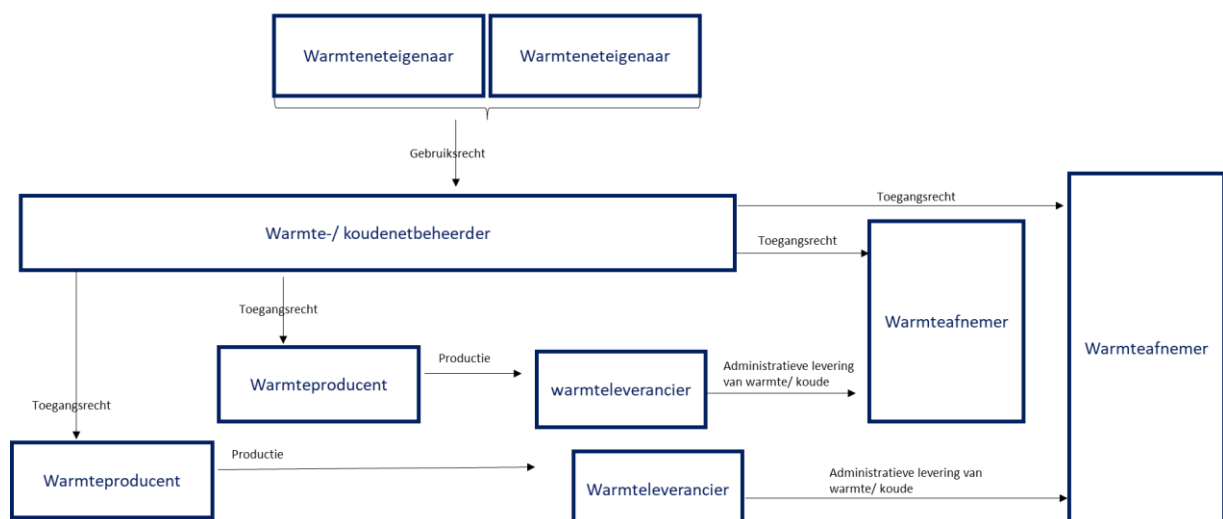 Warmteneteigenaar
Warmteneteigenaar
Gebruiksrecht
Toegangsrecht
Warmte-/ koudenetbeheerder
Toegangsrecht
Toegangsrecht
Warmteafnemer
Warmteafnemer
Warmteproducent
Productie
warmteleverancier
Administratieve levering
van warmte/ koude
Toegangsrecht
Warmteproducent
Productie
Warmteleverancier
Administratieve levering van
warmte/ koude